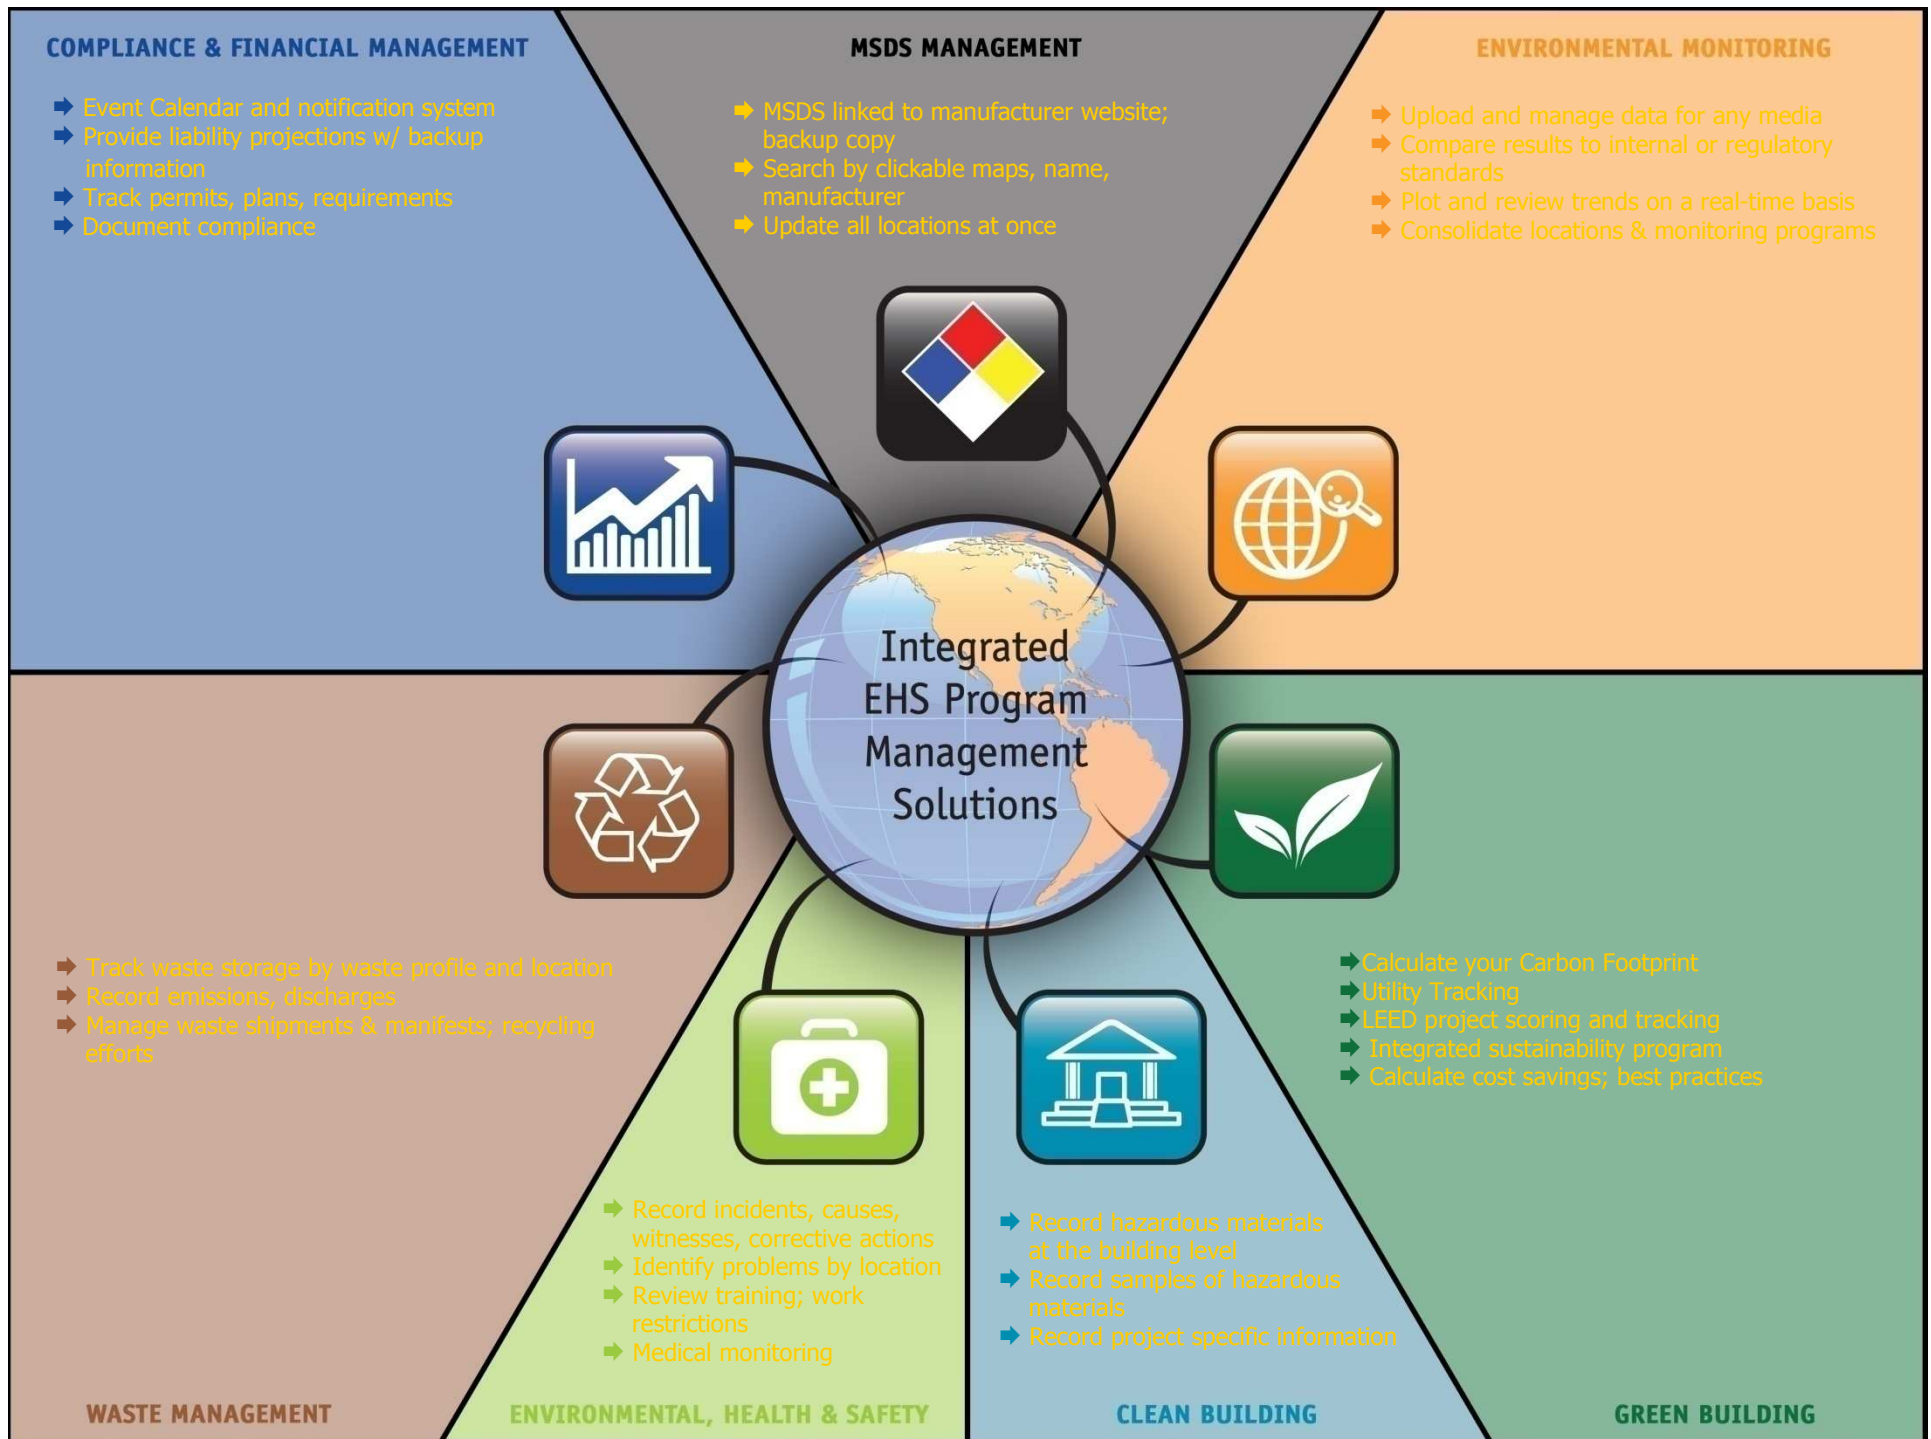 COMPLIANCE & FINANCIAL MANAGEMENT
Event Calendar and notification system
Provide liability projections w/ backup
information
Track permits, plans, requirements
Document compliance
MSDS MANAGEMENT
MSDS linked to manufacturer website;
backup copy
Search by clickable maps, name,
manufacturer
Update all locations at once
ENVIRONMENTAL MONITORING
Upload and manage data for any media
Compare results to internal or regulatory
standards
Plot and review trends on a real-time basis
Consolidate locations & monitoring programs
Integrated
EHS Program
Management
Solutions
Track waste storage by waste profile and location
Record emissions, discharges
Manage waste shipments & manifests; recycling
efforts
WASTE MANAGEMENT
Record incidents, causes,
witnesses, corrective actions
Identify problems by location
Review training; work
restrictions
Medical monitoring
ENVIRONMENTAL, HEALTH & SAFETY
Record hazardous materials
at the building level
Record samples of hazardous
materials
Record project specific information
CLEAN BUILDING
Calculate your Carbon Footprint
Utility Tracking
LEED project scoring and tracking
Integrated sustainability program
Calculate cost savings; best practices
GREEN BUILDING